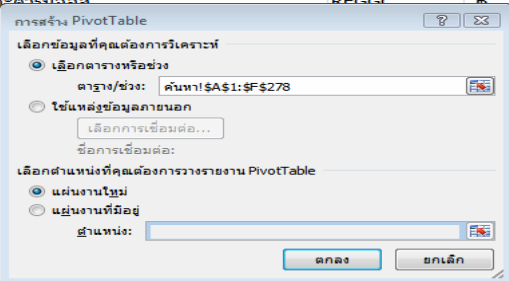 การสร้าง PivotTable
เลือกข้อมูลที่คุณต้องการวิเคราะห์
เลือกตารางหรือช่วง
ตาราง/ช่วง: ค้นหา!$A$1:$F$278
ใช้แหล่งข้อมูลภายนอก
เลือกการเชื่อมต่อ...
ชื่อการเชื่อมต่อ:
เลือกตำแหน่งที่คุณต้องการวางรายงาน PivotTable
แผ่นงานใหม่
แผ่นงานที่มีอยู่
ตำแหน่ง:
ตกลง ยกเลิก